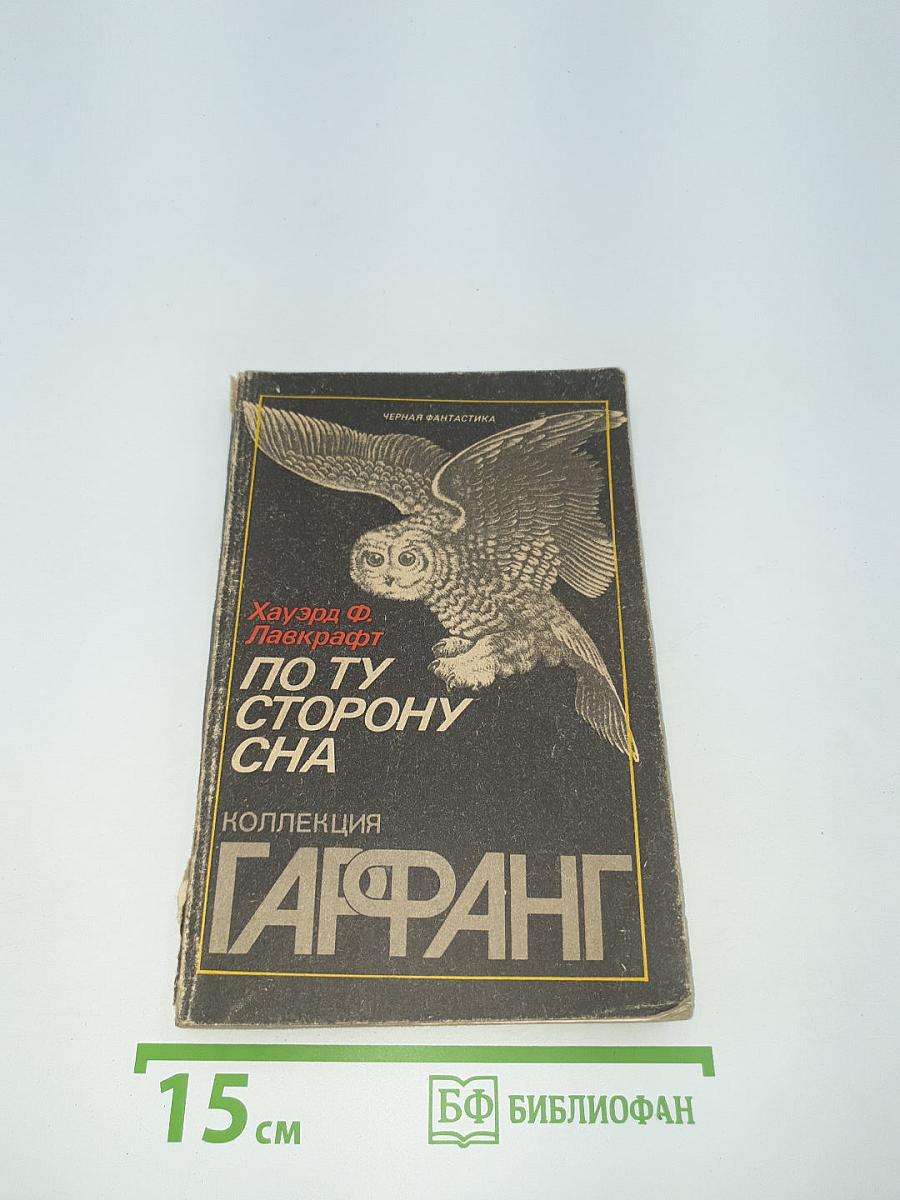 ЧЕРНАЯ ФАНТАСТИКА
Хауэрд Ф.
Лавкрафт
ПО ТУ
СТОРОНУ
СНА
КОЛЛЕКЦИЯ
ГАРФАНГ
15 см
БФ БИБЛИОФАН